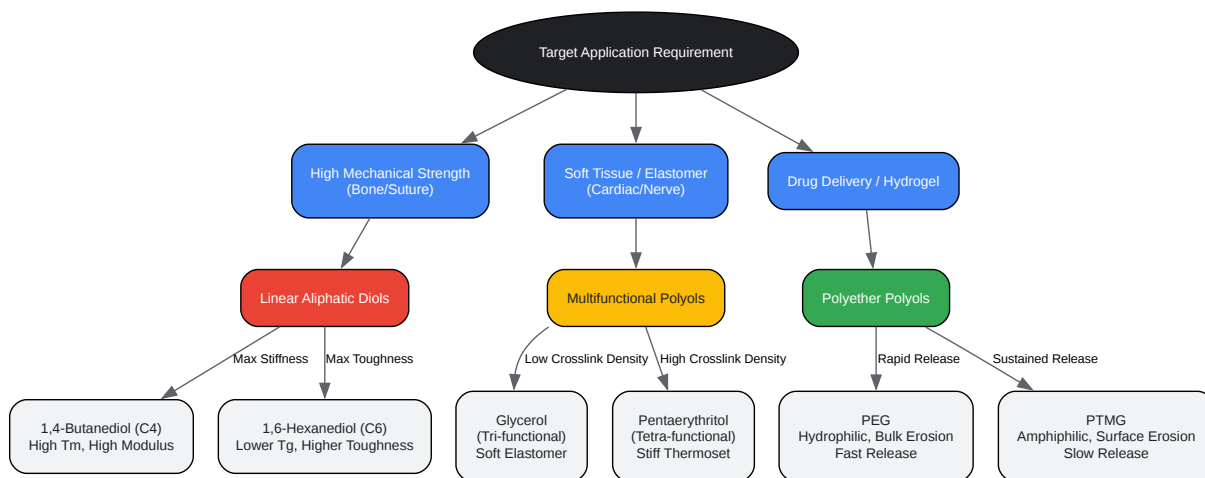 Target Application Requirement
High Mechanical Strength
(Bone/Suture)
Soft Tissue / Elastomer
(Cardiac/Nerve)
Drug Delivery / Hydrogel
Linear Aliphatic Diols
Multifunctional Polyols
Polyether Polyols
Max Stiffness
Max Toughness
Low Crosslink Density
High Crosslink Density
Rapid Release
Sustained Release
1,4-Butanediol (C4)
High Tm, High Modulus
1,6-Hexanediol (C6)
Lower Tg, Higher Toughness
Glycerol
(Tri-functional)
Soft Elastomer
Pentaerythritol
(Tetra-functional)
Stiff Thermoset
PEG
Hydrophilic, Bulk Erosion
Fast Release
PTMG
Amphiphilic, Surface Erosion
Slow Release